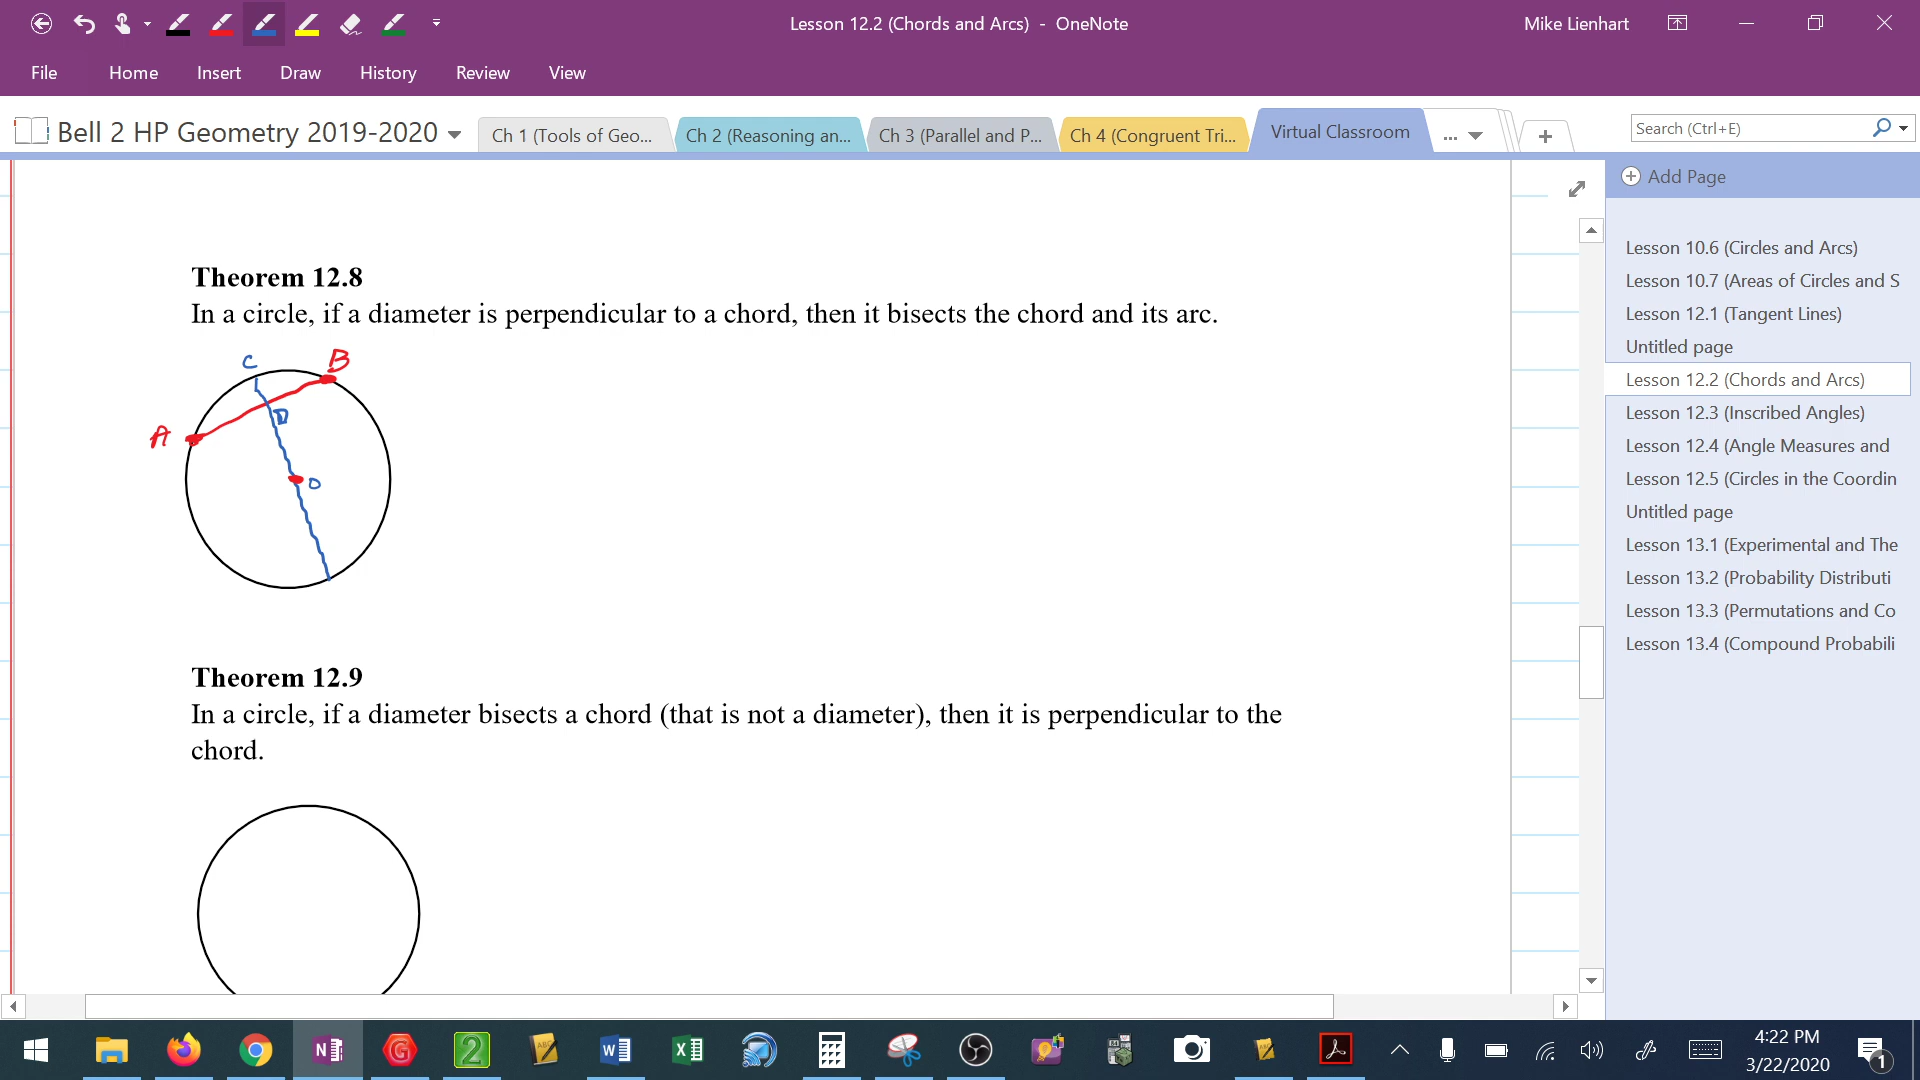 Lesson 12.2 (Chords and Arcs) - OneNote
Mike Lienhart
File Home Insert Draw History Review View
Bell 2 HP Geometry 2019-2020
Ch 1 (Tools of Geo...
Ch 2 (Reasoning an...
Ch 3 (Parallel and P...
Ch 4 (Congruent Tri...
Virtual Classroom
...
Search (Ctrl+E)
Add Page
Lesson 10.6 (Circles and Arcs)
Lesson 10.7 (Areas of Circles and S
Lesson 12.1 (Tangent Lines)
Untitled page
Lesson 12.2 (Chords and Arcs)
Lesson 12.3 (Inscribed Angles)
Lesson 12.4 (Angle Measures and
Lesson 12.5 (Circles in the Coordin
Untitled page
Lesson 13.1 (Experimental and The
Lesson 13.2 (Probability Distributi
Lesson 13.3 (Permutations and Co
Lesson 13.4 (Compound Probabili
Theorem 12.8
In a circle, if a diameter is perpendicular to a chord, then it bisects the chord and its arc.
C
B
D
A
O
Theorem 12.9
In a circle, if a diameter bisects a chord (that is not a diameter), then it is perpendicular to the
chord.
4:22 PM
3/22/2020
1